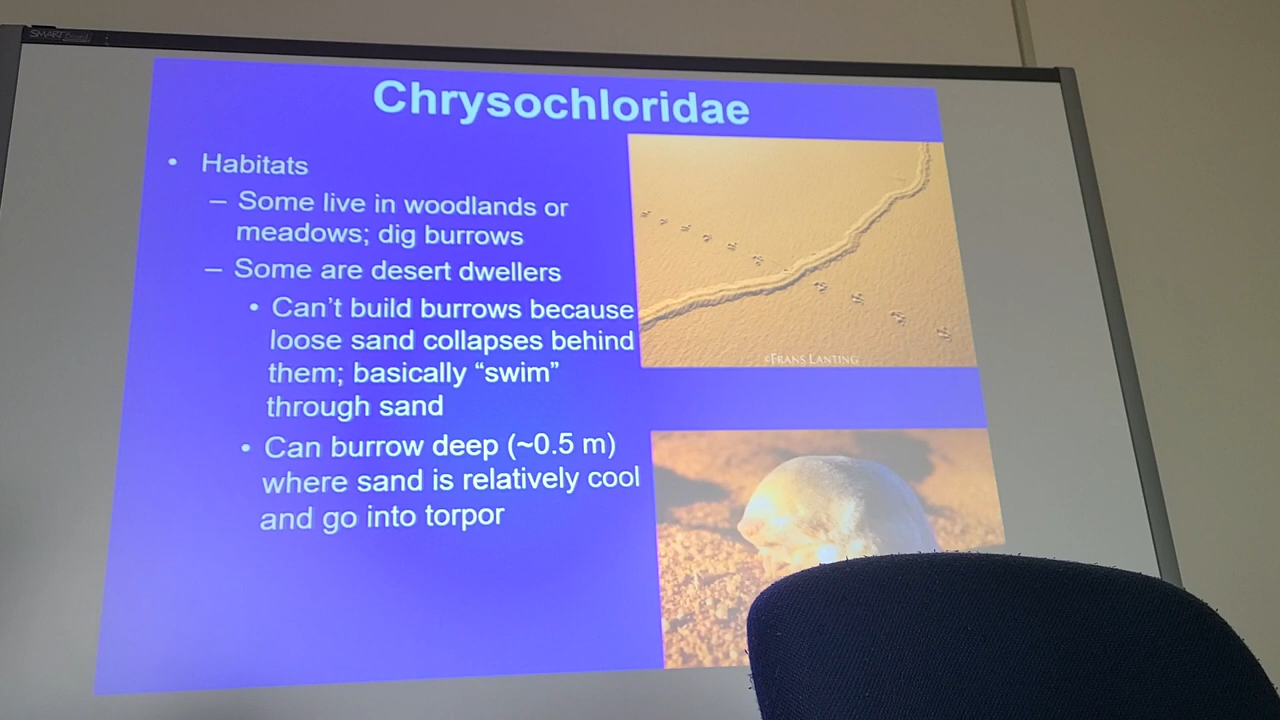 SMART Board
Chrysochloridae
• Habitats
– Some live in woodlands or
meadows; dig burrows
– Some are desert dwellers
• Can’t build burrows because
loose sand collapses behind
them; basically “swim”
through sand
• Can burrow deep (~0.5 m)
where sand is relatively cool
and go into torpor
©FRANS LANTING